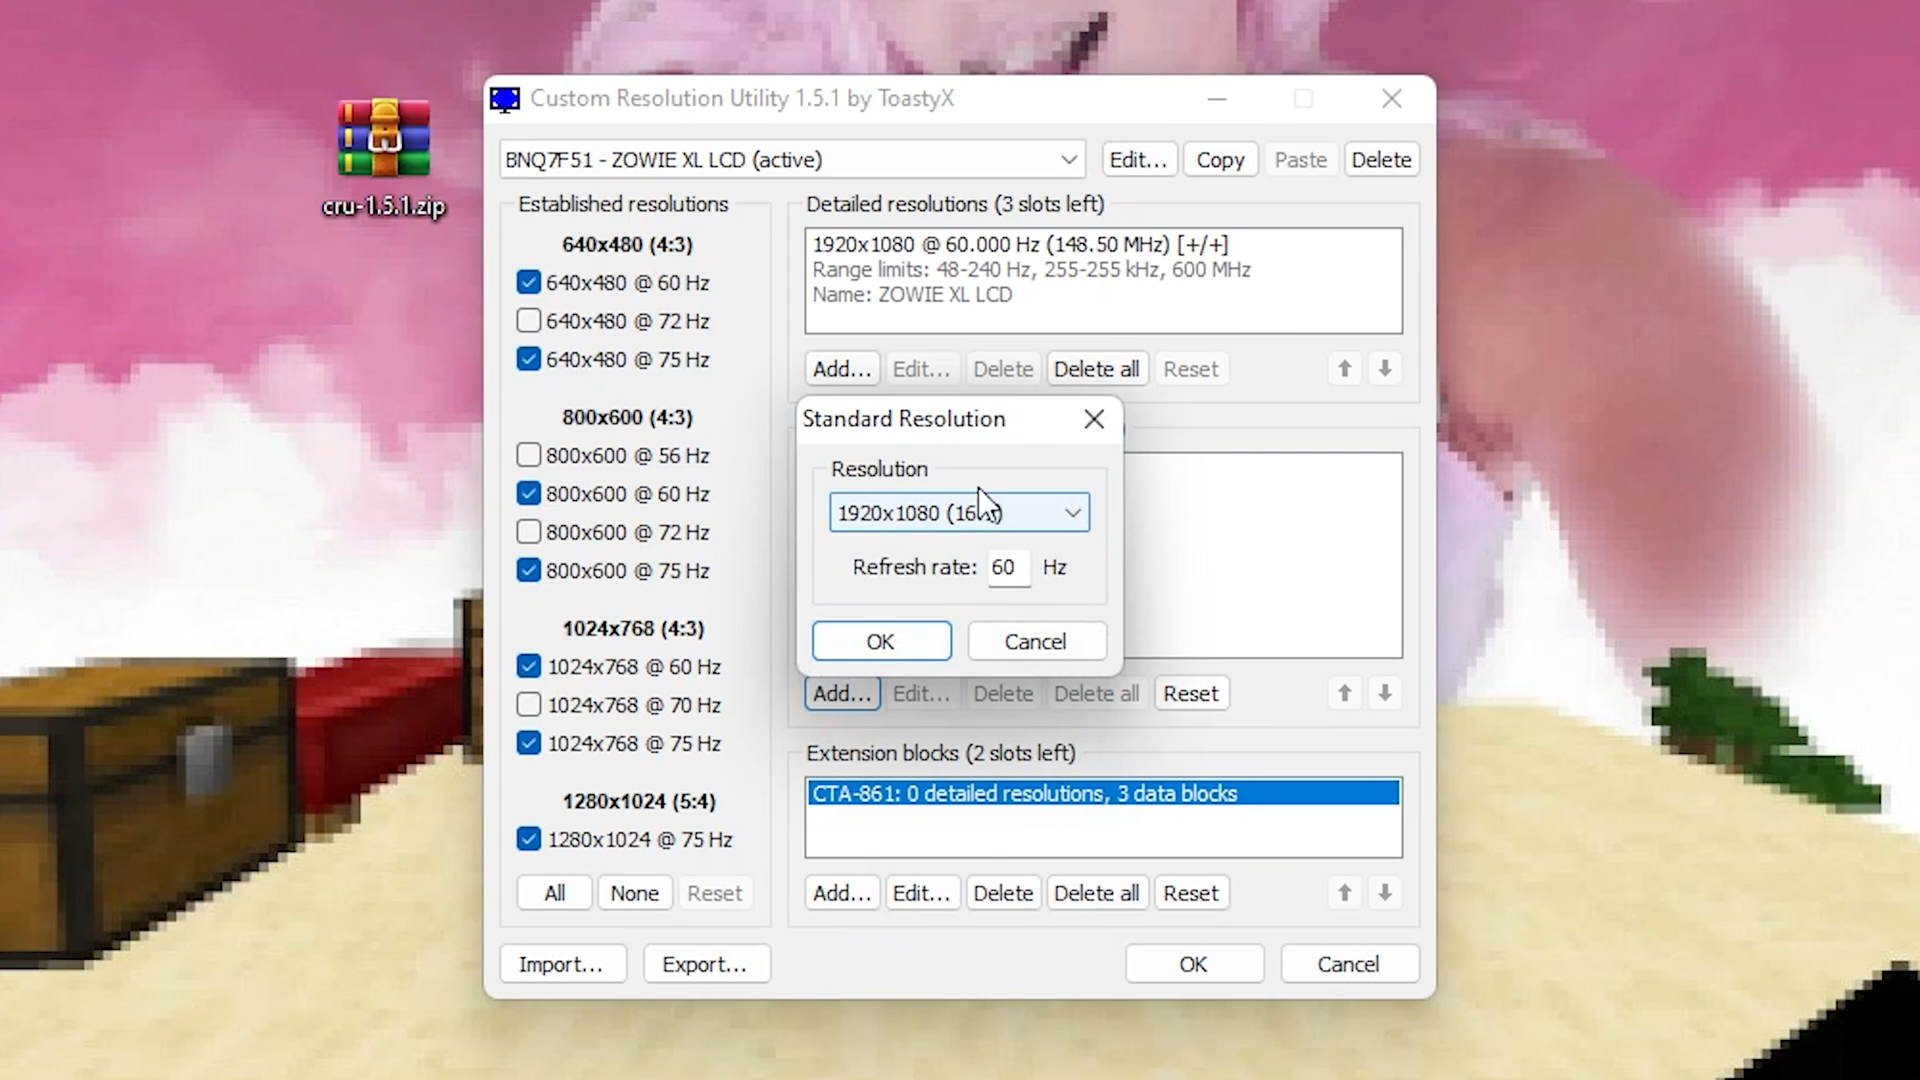 cru-1.5.1.zip
Custom Resolution Utility 1.5.1 by ToastyX
BNQ7F51 - ZOWIE XL LCD (active)
Edit...
Copy
Paste
Delete
Established resolutions
640x480 (4:3)
640x480 @ 60 Hz
640x480 @ 72 Hz
640x480 @ 75 Hz
800x600 (4:3)
800x600 @ 56 Hz
800x600 @ 60 Hz
800x600 @ 72 Hz
800x600 @ 75 Hz
1024x768 (4:3)
1024x768 @ 60 Hz
1024x768 @ 70 Hz
1024x768 @ 75 Hz
1280x1024 (5:4)
1280x1024 @ 75 Hz
All
None
Reset
Detailed resolutions (3 slots left)
1920x1080 @ 60.000 Hz (148.50 MHz) [+/+]
Range limits: 48-240 Hz, 255-255 kHz, 600 MHz
Name: ZOWIE XL LCD
Add...
Edit...
Delete
Delete all
Reset
Standard Resolution
Resolution
1920x1080
Refresh rate: 60 Hz
OK
Cancel
Add...
Edit...
Delete
Delete all
Reset
Extension blocks (2 slots left)
CTA-861: 0 detailed resolutions, 3 data blocks
Add...
Edit...
Delete
Delete all
Reset
Import...
Export...
OK
Cancel